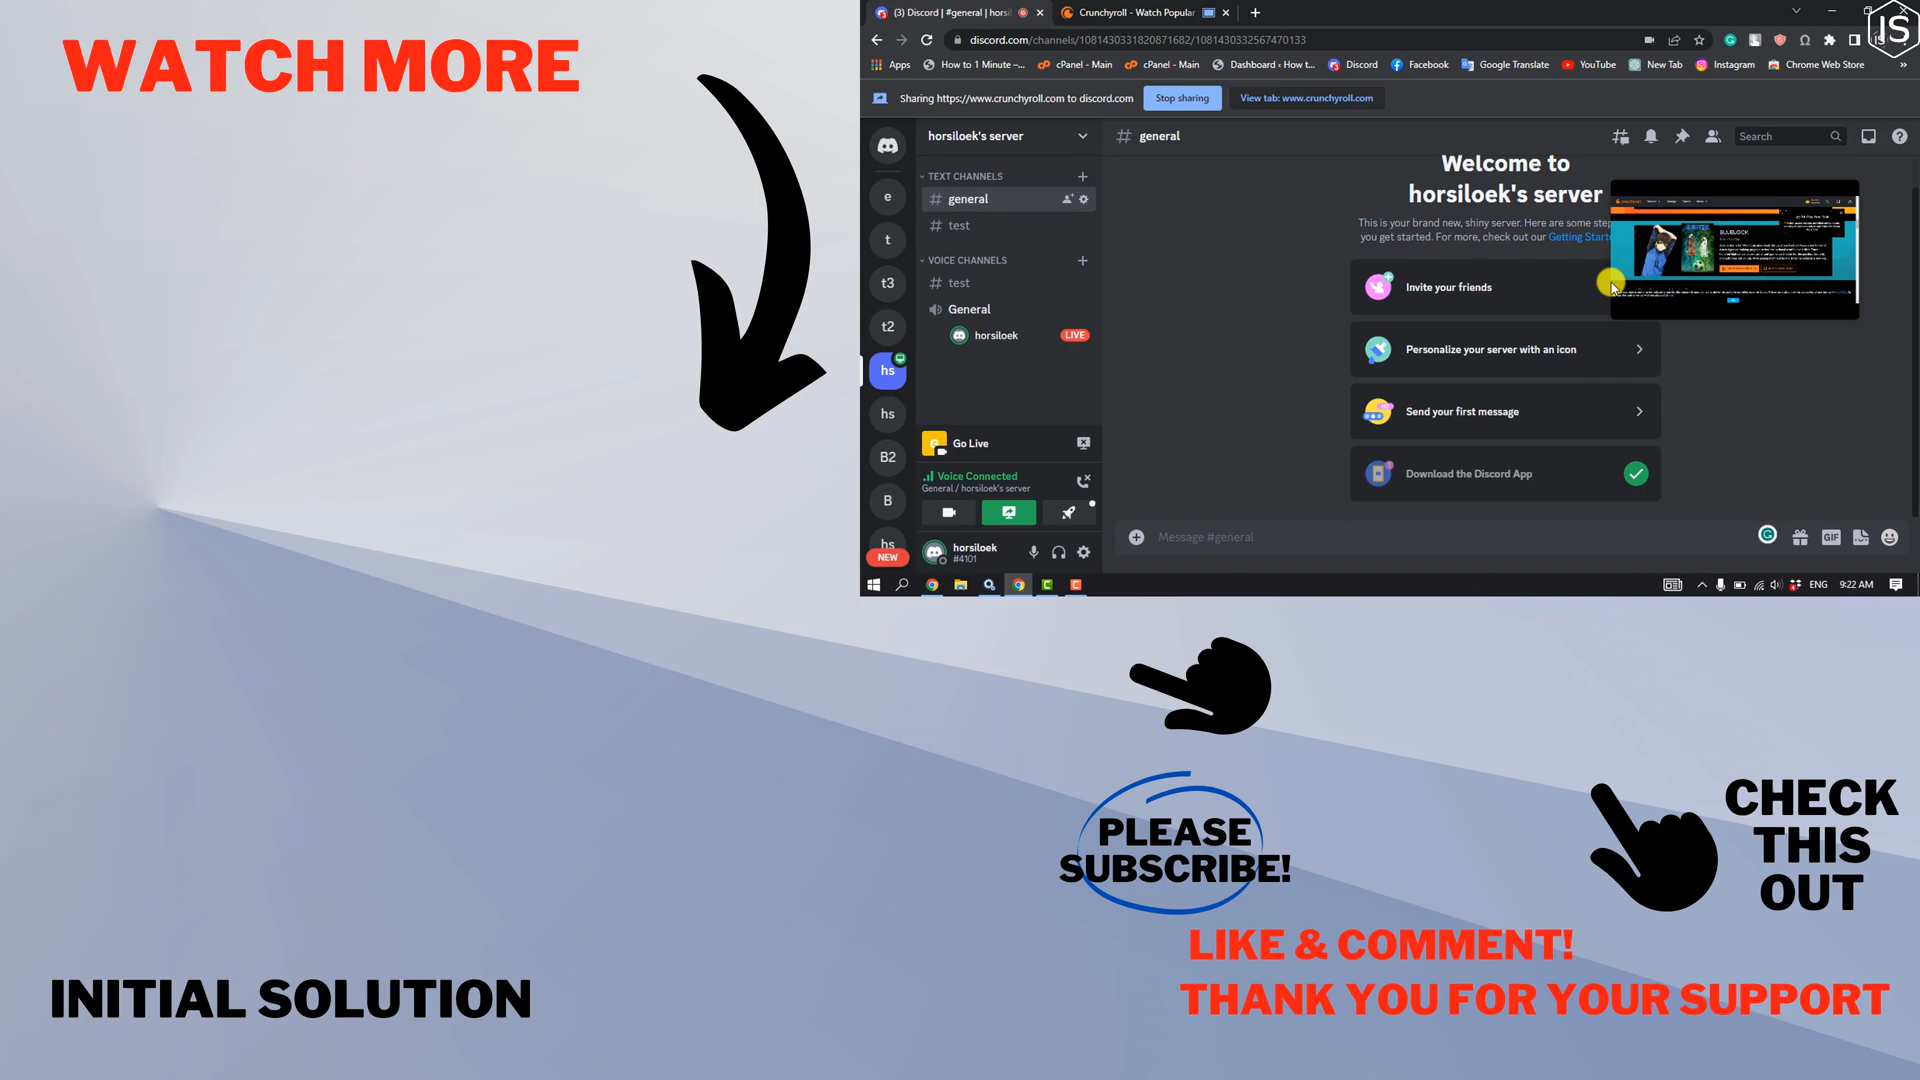 WATCH MORE
(3) Discord | #general | horsil
Crunchyroll - Watch Popular
IS
discord.com/channels/1081430331820871682/1081430332567470133
Apps
How to 1 Minute –...
cPanel - Main
cPanel - Main
Dashboard ‹ How t...
Discord
Facebook
Google Translate
YouTube
New Tab
Instagram
Chrome Web Store
Sharing https://www.crunchyroll.com to discord.com
Stop sharing
View tab: www.crunchyroll.com
horsiloek's server
general
Search
TEXT CHANNELS
general
test
VOICE CHANNELS
test
General
horsiloek
LIVE
e
t
t3
t2
hs
hs
B2
B
hs
NEW
Welcome to
horsiloek's server
This is your brand new, shiny server. Here are some step
you get started. For more, check out our Getting Starte
BLUELOCK
Invite your friends
Personalize your server with an icon
Send your first message
Download the Discord App
Go Live
Voice Connected
General / horsiloek's server
horsiloek
#4101
Message #general
GIF
ENG
9:22 AM
PLEASE
SUBSCRIBE!
CHECK
THIS
OUT
LIKE & COMMENT!
THANK YOU FOR YOUR SUPPORT
INITIAL SOLUTION